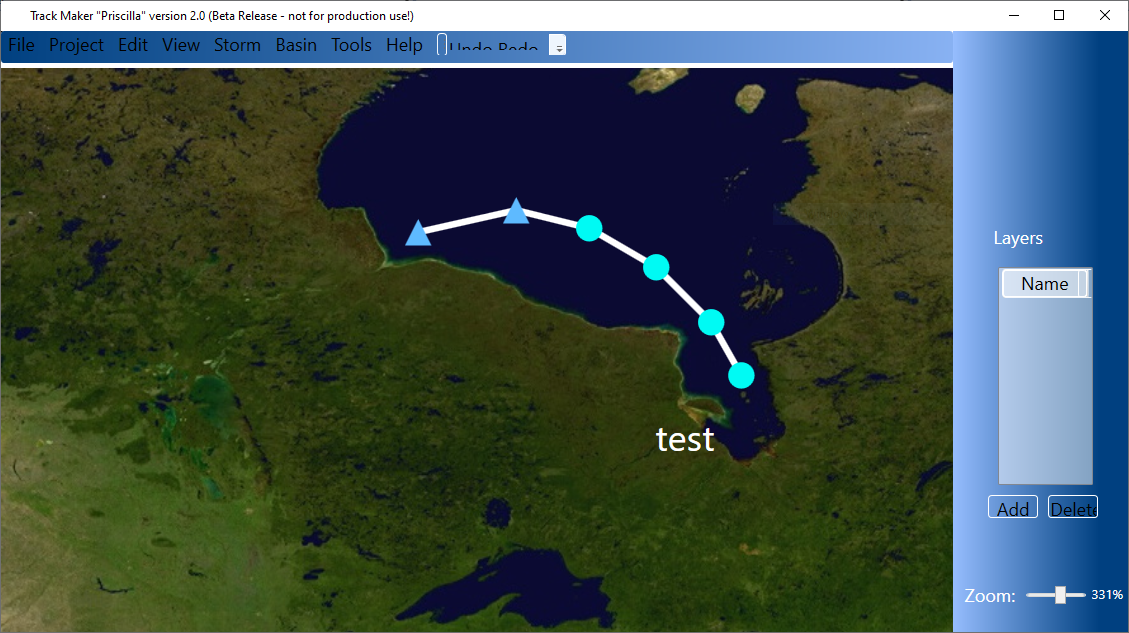 Track Maker "Priscilla" version 2.0 (Beta Release - not for production use!)
File Project Edit View Storm Basin Tools Help Undo Redo
Layers
Name
test
Add Delete
Zoom: 331%